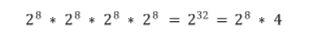 2⁸ * 2⁸ * 2⁸ * 2⁸ = 2³² = 2⁸ * 4